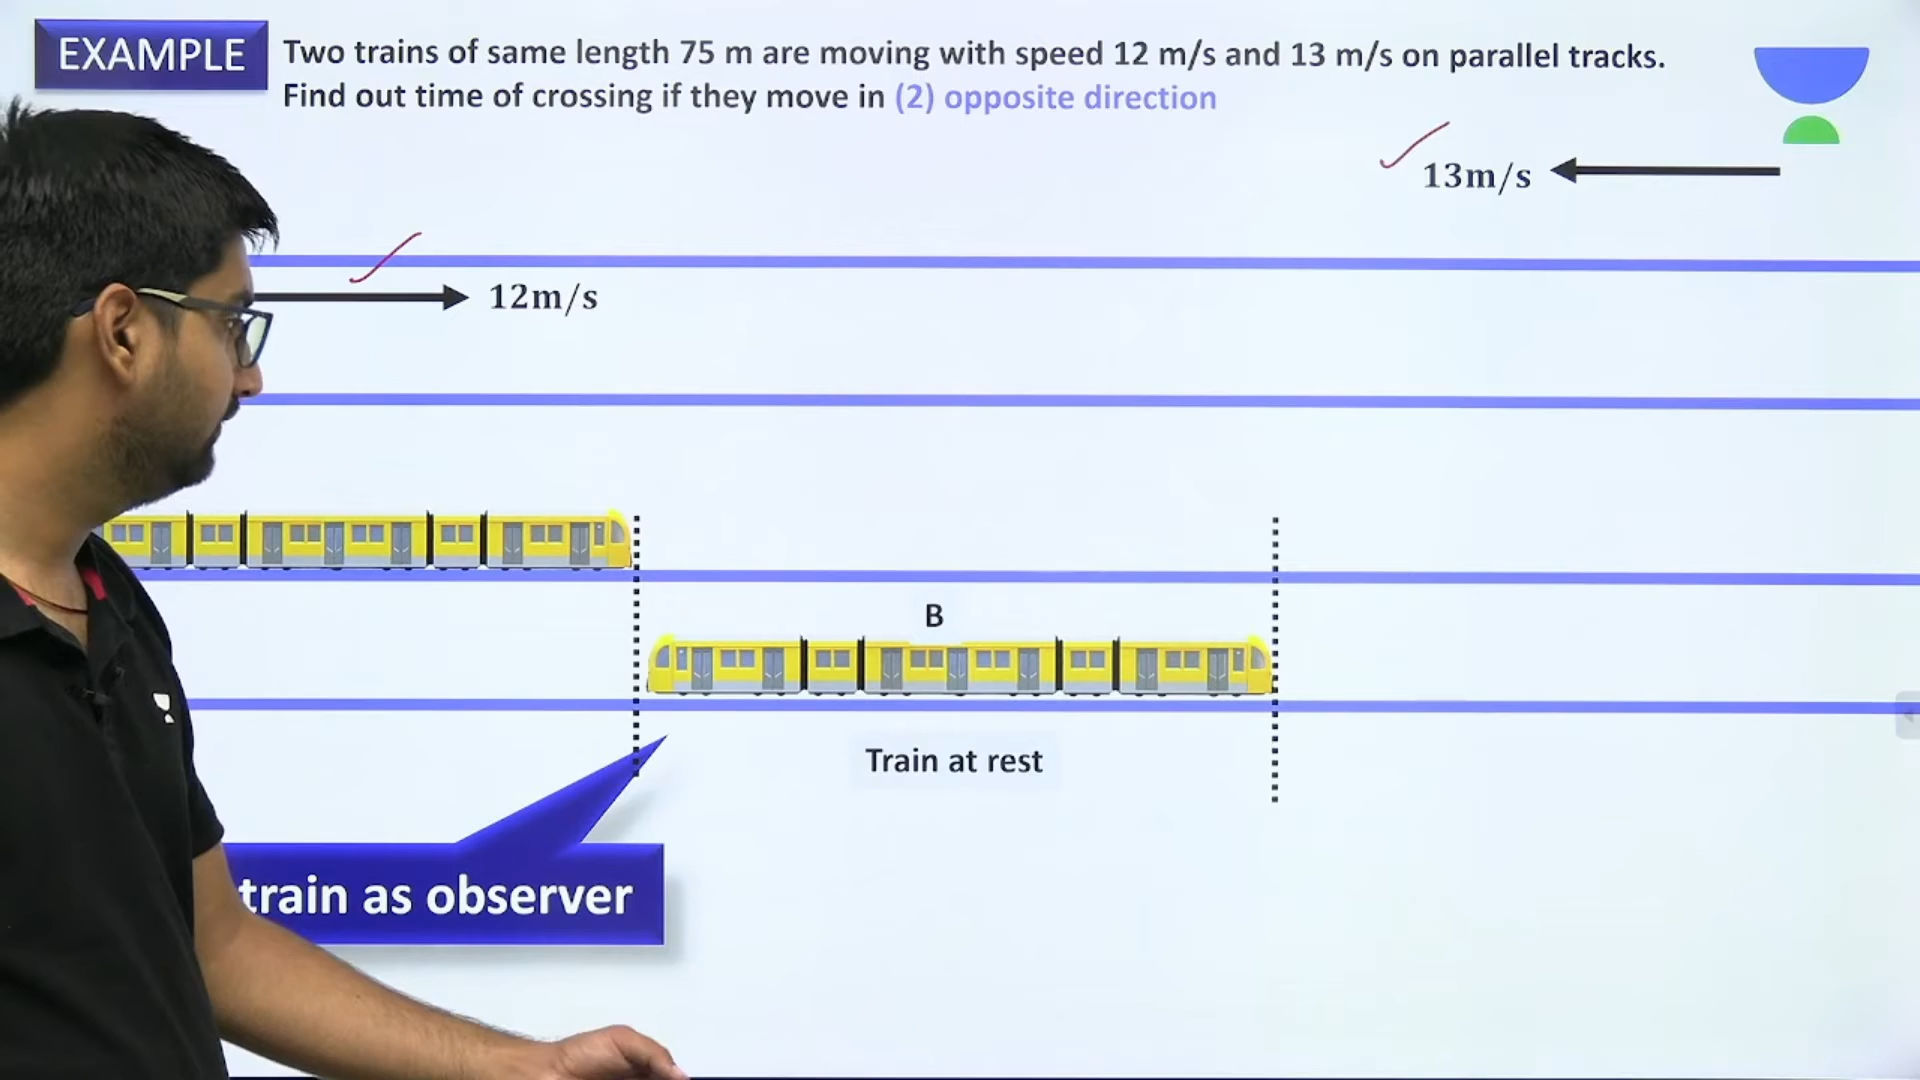 EXAMPLE
Two trains of same length 75 m are moving with speed 12 m/s and 13 m/s on parallel tracks.
Find out time of crossing if they move in (2) opposite direction
13m/s
12m/s
B
Train at rest
train as observer